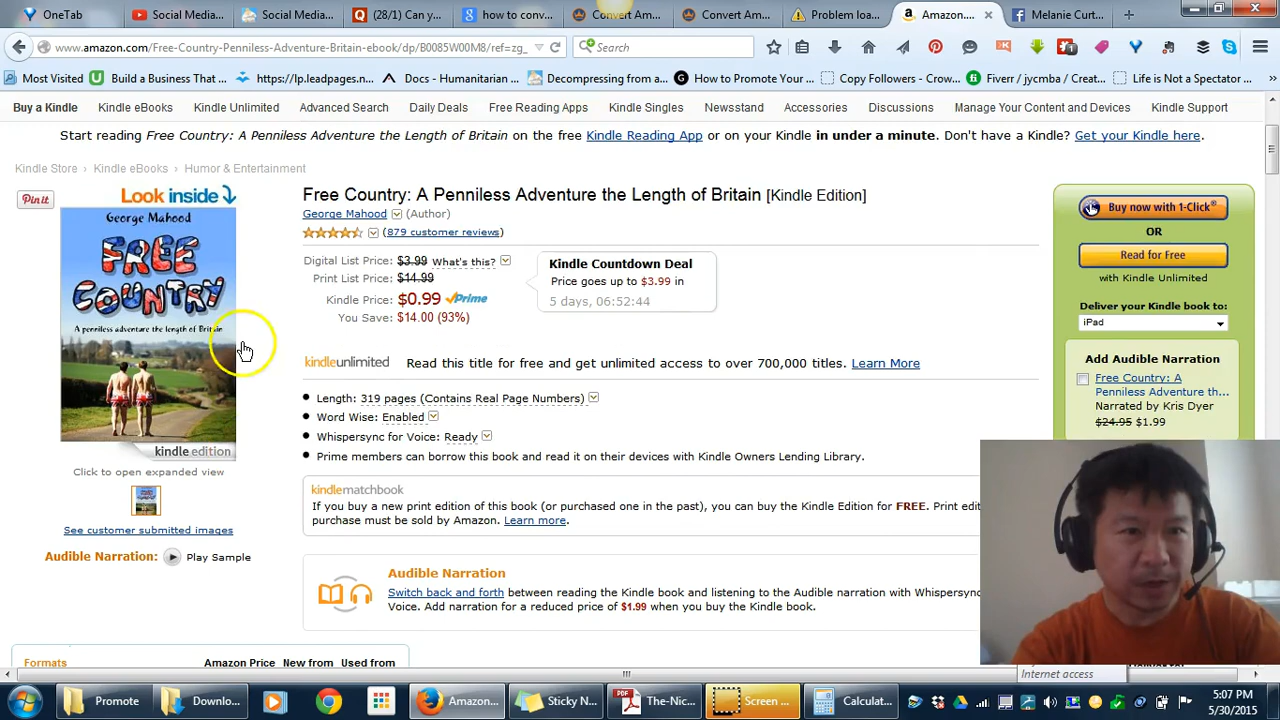 OneTab
Social Media...
Social Media...
(28/1) Can y...
how to conv...
Convert Am...
Convert Am...
Problem loa...
Amazon....
Melanie Curt...
www.amazon.com/Free-Country-Penniless-Adventure-Britain-ebook/dp/B0085W00M8/ref=zg_
Search
Most Visited
Build a Business That ...
https://lp.leadpages.n...
Docs - Humanitarian ...
Decompressing from a...
How to Promote Your ...
Copy Followers - Crow...
Fiverr / jycmba / Creat...
Life is Not a Spectator ...
Buy a Kindle Kindle eBooks Kindle Unlimited Advanced Search Daily Deals Free Reading Apps Kindle Singles Newsstand Accessories Discussions Manage Your Content and Devices Kindle Support
Start reading Free Country: A Penniless Adventure the Length of Britain on the free Kindle Reading App or on your Kindle in under a minute. Don't have a Kindle? Get your Kindle here.
Kindle Store › Kindle eBooks › Humor & Entertainment
Pin it
Look inside
George Mahood
FREE
COUNTRY
A penniless adventure the length of Britain
kindle edition
Click to open expanded view
See customer submitted images
Audible Narration: Play Sample
Free Country: A Penniless Adventure the Length of Britain [Kindle Edition]
George Mahood (Author)
(879 customer reviews)
Digital List Price: $3.99 What's this?
Print List Price: $14.99
Kindle Price: $0.99 Prime
You Save: $14.00 (93%)
Kindle Countdown Deal
Price goes up to $3.99 in
5 days, 06:52:44
kindleunlimited Read this title for free and get unlimited access to over 700,000 titles. Learn More
Length: 319 pages (Contains Real Page Numbers)
Word Wise: Enabled
Whispersync for Voice: Ready
Prime members can borrow this book and read it on their devices with Kindle Owners Lending Library.
kindlematchbook
If you buy a new print edition of this book (or purchased one in the past), you can buy the Kindle Edition for FREE. Print edit
purchase must be sold by Amazon. Learn more.
Audible Narration
Switch back and forth between reading the Kindle book and listening to the Audible narration with Whispersync
Voice. Add narration for a reduced price of $1.99 when you buy the Kindle book.
Formats Amazon Price New from Used from
Buy now with 1-Click®
OR
Read for Free
with Kindle Unlimited
Deliver your Kindle book to:
iPad
Add Audible Narration
Free Country: A
Penniless Adventure th...
Narrated by Kris Dyer
$24.95 $1.99
Internet access
Promote
Downlo...
Amazon...
Sticky N...
The-Nic...
Screen ...
Calculat...
5:07 PM
5/30/2015